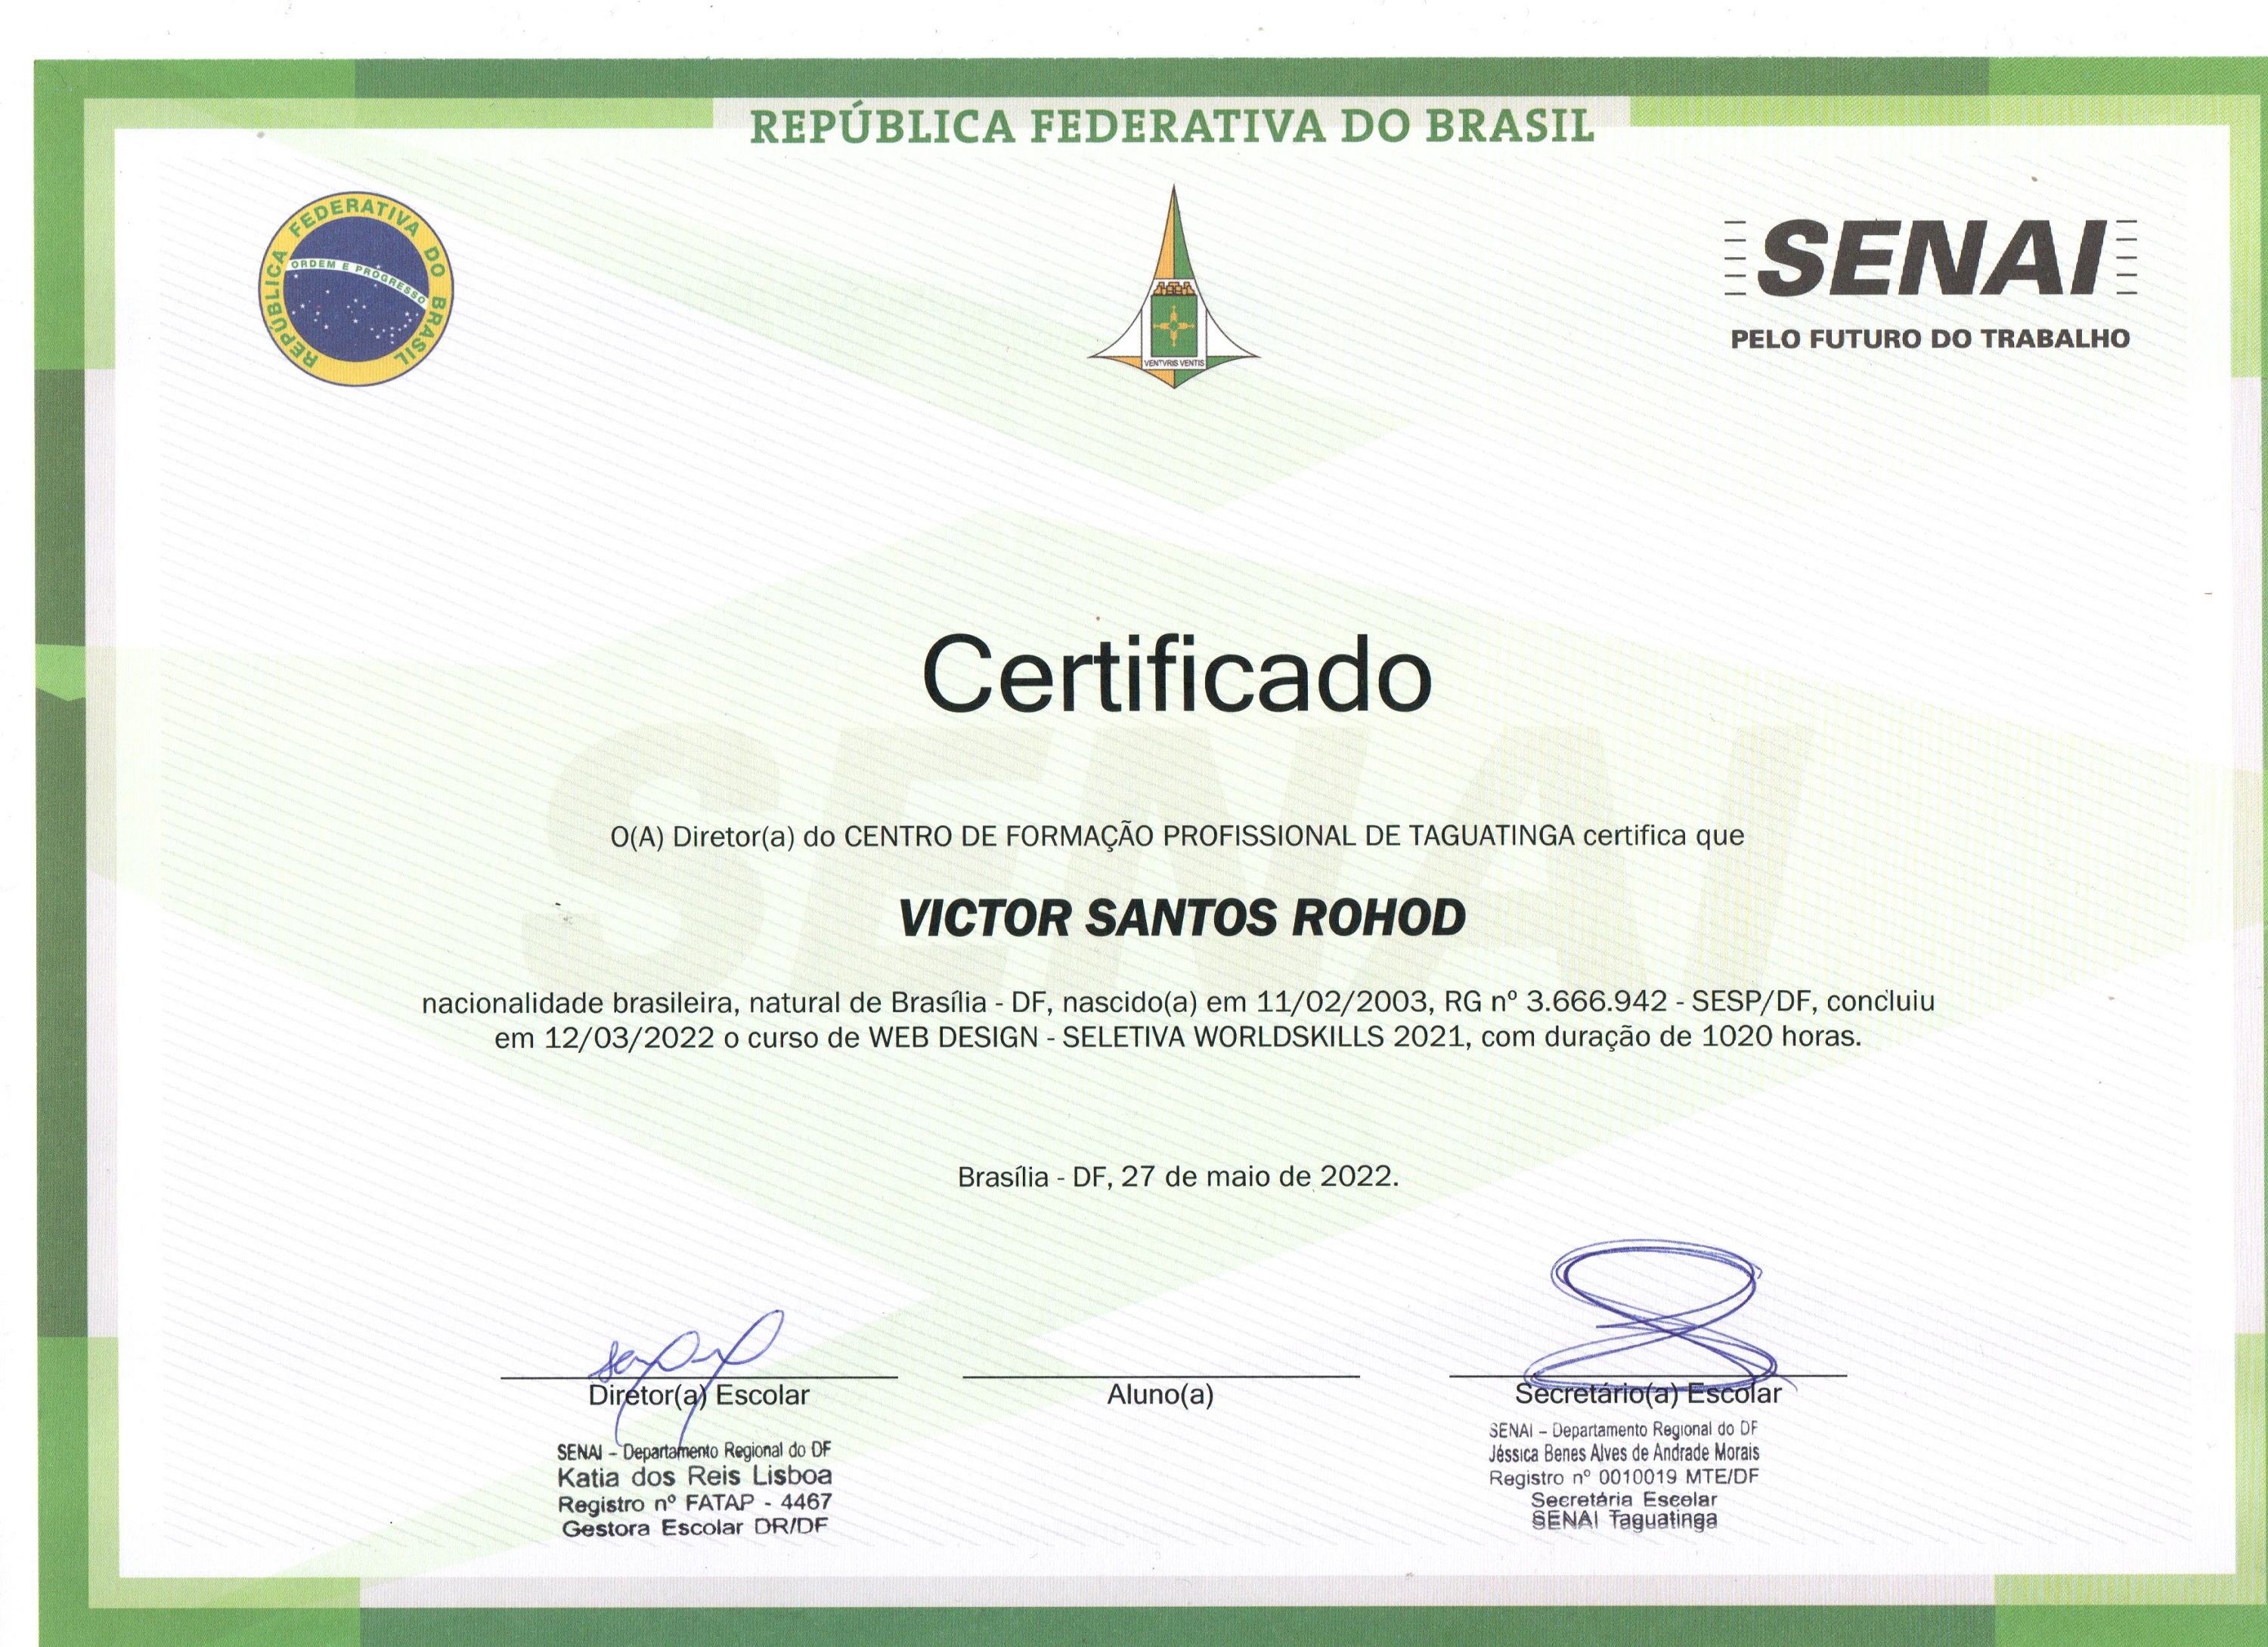 REPÚBLICA FEDERATIVA DO BRASIL
REPÚBLICA FEDERATIVA DO BRASIL
ORDEM E PROGRESSO
VENTVRIS VENTIS
SENAI
PELO FUTURO DO TRABALHO
Certificado
SENAI
O(A) Diretor(a) do CENTRO DE FORMAÇÃO PROFISSIONAL DE TAGUATINGA certifica que
VICTOR SANTOS ROHOD
nacionalidade brasileira, natural de Brasília - DF, nascido(a) em 11/02/2003, RG nº 3.666.942 - SESP/DF, concluiu
em 12/03/2022 o curso de WEB DESIGN - SELETIVA WORLDSKILLS 2021, com duração de 1020 horas.
Brasília - DF, 27 de maio de 2022.
Diretor(a) Escolar
SENAI – Departamento Regional do DF
Katia dos Reis Lisboa
Registro nº FATAP - 4467
Gestora Escolar DR/DF
Aluno(a)
Secretário(a) Escolar
SENAI – Departamento Regional do DF
Jéssica Benes Alves de Andrade Morais
Registro nº 0010019 MTE/DF
Secretária Escolar
SENAI Taguatinga